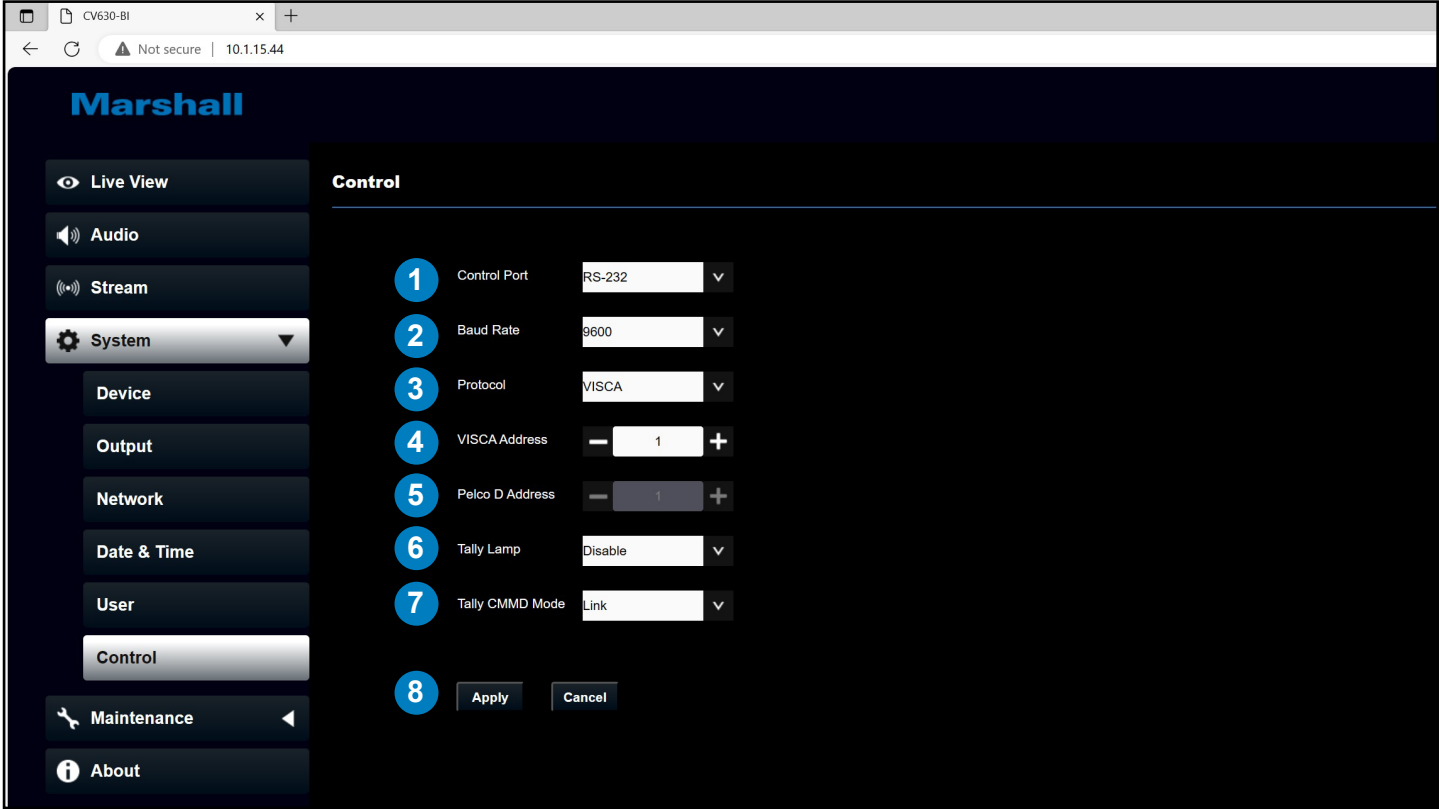 CV630-BI
Not secure | 10.1.15.44
Marshall
Live View
Audio
Stream
System
Device
Output
Network
Date & Time
User
Control
Maintenance
About
Control
1 Control Port RS-232
2 Baud Rate 9600
3 Protocol VISCA
4 VISCA Address 1
5 Pelco D Address 1
6 Tally Lamp Disable
7 Tally CMMD Mode Link
8 Apply Cancel